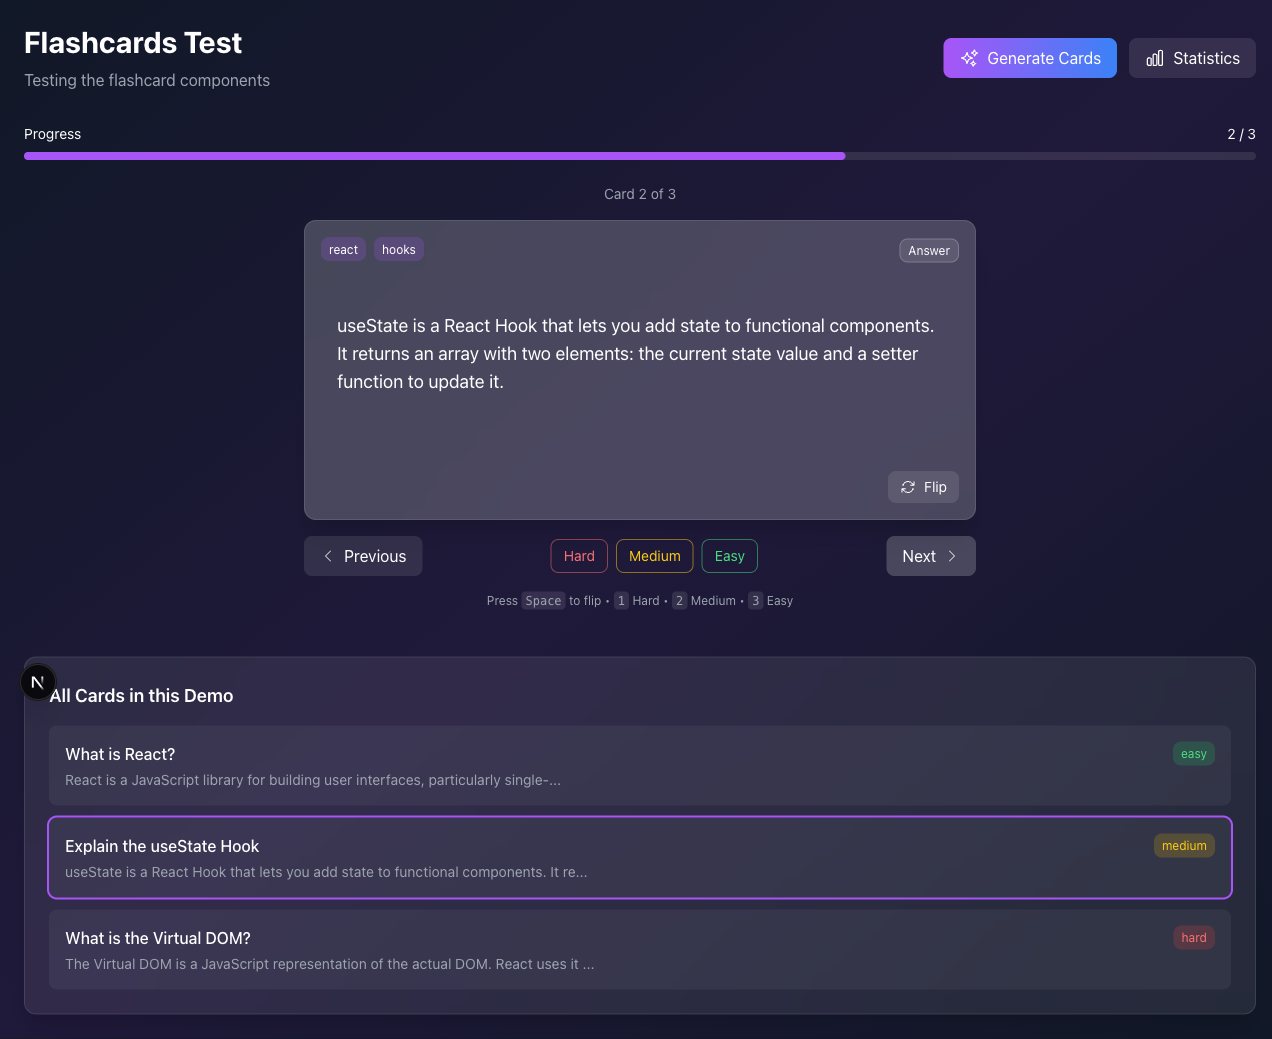 Flashcards Test
Testing the flashcard components
Generate Cards
Statistics
Progress
2 / 3
Card 2 of 3
react
hooks
Answer
useState is a React Hook that lets you add state to functional components.
It returns an array with two elements: the current state value and a setter
function to update it.
Flip
Previous
Hard
Medium
Easy
Next
Press Space to flip • 1 Hard • 2 Medium • 3 Easy
N
All Cards in this Demo
What is React?
easy
React is a JavaScript library for building user interfaces, particularly single-...
Explain the useState Hook
medium
useState is a React Hook that lets you add state to functional components. It re...
What is the Virtual DOM?
hard
The Virtual DOM is a JavaScript representation of the actual DOM. React uses it ...